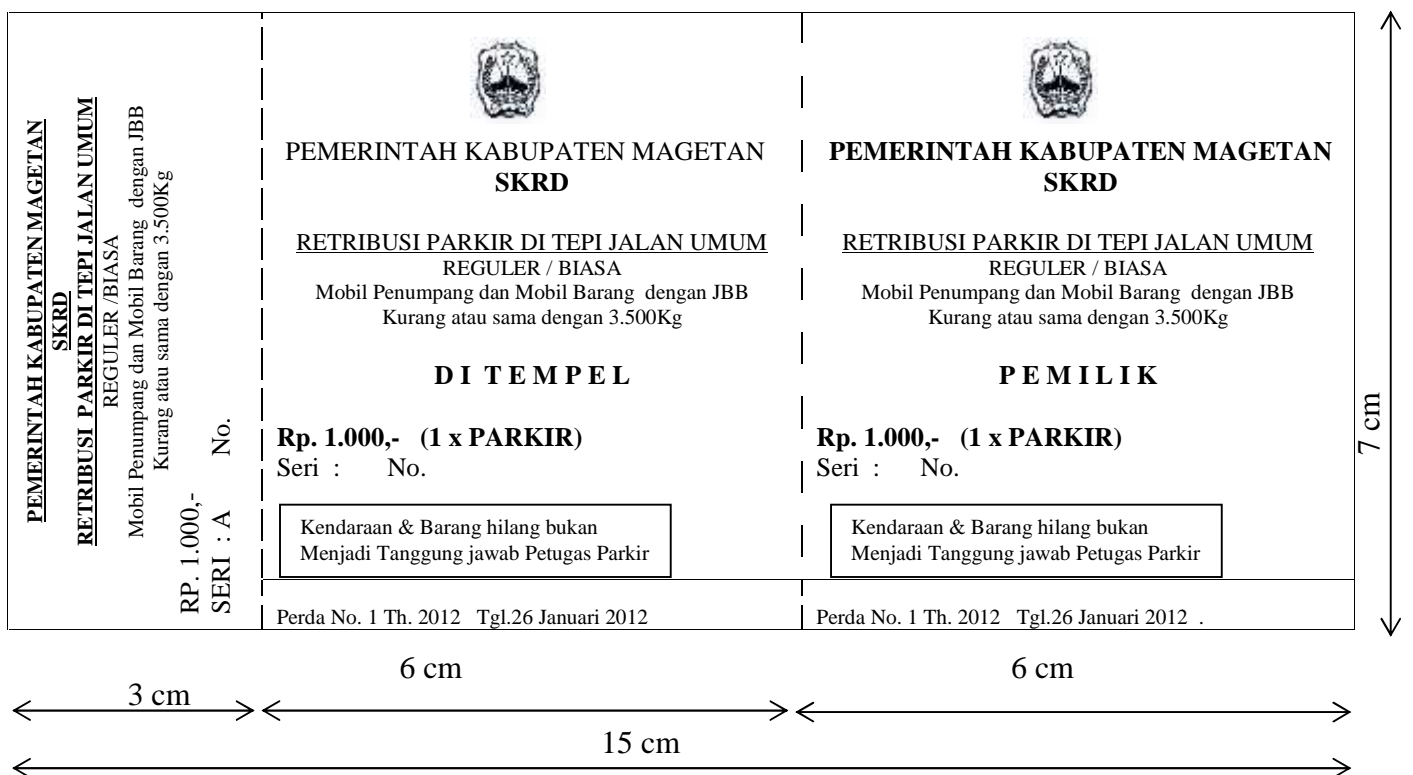 PEMERINTAH KABUPATEN MAGETAN
SKRD
RETRIBUSI PARKIR DI TEPI JALAN UMUM
REGULER /BIASA
Mobil Penumpang dan Mobil Barang dengan JBB
Kurang atau sama dengan 3.500Kg
RP. 1.000,-
SERI : A No.
PEMERINTAH KABUPATEN MAGETAN
SKRD
RETRIBUSI PARKIR DI TEPI JALAN UMUM
REGULER / BIASA
Mobil Penumpang dan Mobil Barang dengan JBB
Kurang atau sama dengan 3.500Kg
D I T E M P E L
Rp. 1.000,- (1 x PARKIR)
Seri : No.
Kendaraan & Barang hilang bukan
Menjadi Tanggung jawab Petugas Parkir
Perda No. 1 Th. 2012 Tgl.26 Januari 2012
PEMERINTAH KABUPATEN MAGETAN
SKRD
RETRIBUSI PARKIR DI TEPI JALAN UMUM
REGULER / BIASA
Mobil Penumpang dan Mobil Barang dengan JBB
Kurang atau sama dengan 3.500Kg
P E M I L I K
Rp. 1.000,- (1 x PARKIR)
Seri : No.
Kendaraan & Barang hilang bukan
Menjadi Tanggung jawab Petugas Parkir
Perda No. 1 Th. 2012 Tgl.26 Januari 2012 .
7 cm
3 cm
6 cm
6 cm
15 cm